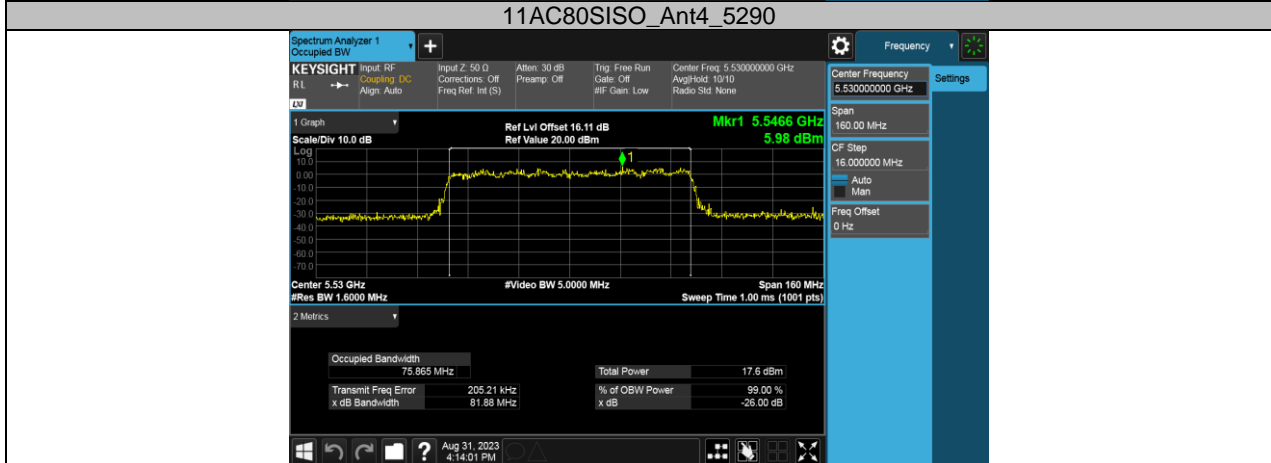 11AC80SISO_Ant4_5290
Spectrum Analyzer 1
Occupied BW
+
Frequency
KEYSIGHT
RL
LXI
Input: RF
Coupling: DC
Align: Auto
Input Z: 50 Ω
Corrections: Off
Freq Ref: Int (S)
Atten: 30 dB
Preamp: Off
Trig: Free Run
Gate: Off
#IF Gain: Low
Center Freq: 5.530000000 GHz
Avg|Hold: 10/10
Radio Std: None
Center Frequency
5.530000000 GHz
Settings
Span
160.00 MHz
CF Step
16.000000 MHz
Auto
Man
Freq Offset
0 Hz
1 Graph
Scale/Div 10.0 dB
Ref Lvl Offset 16.11 dB
Ref Value 20.00 dBm
Mkr1 5.5466 GHz
5.98 dBm
Log
1
10.0
0.00
-10.0
-20.0
-30.0
-40.0
-50.0
-60.0
-70.0
Center 5.53 GHz
#Video BW 5.0000 MHz
Span 160 MHz
#Res BW 1.6000 MHz
Sweep Time 1.00 ms (1001 pts)
2 Metrics
Occupied Bandwidth
75.865 MHz
Total Power 17.6 dBm
Transmit Freq Error 205.21 kHz
% of OBW Power 99.00 %
x dB Bandwidth 81.88 MHz
x dB -26.00 dB
?
Aug 31, 2023
4:14:01 PM